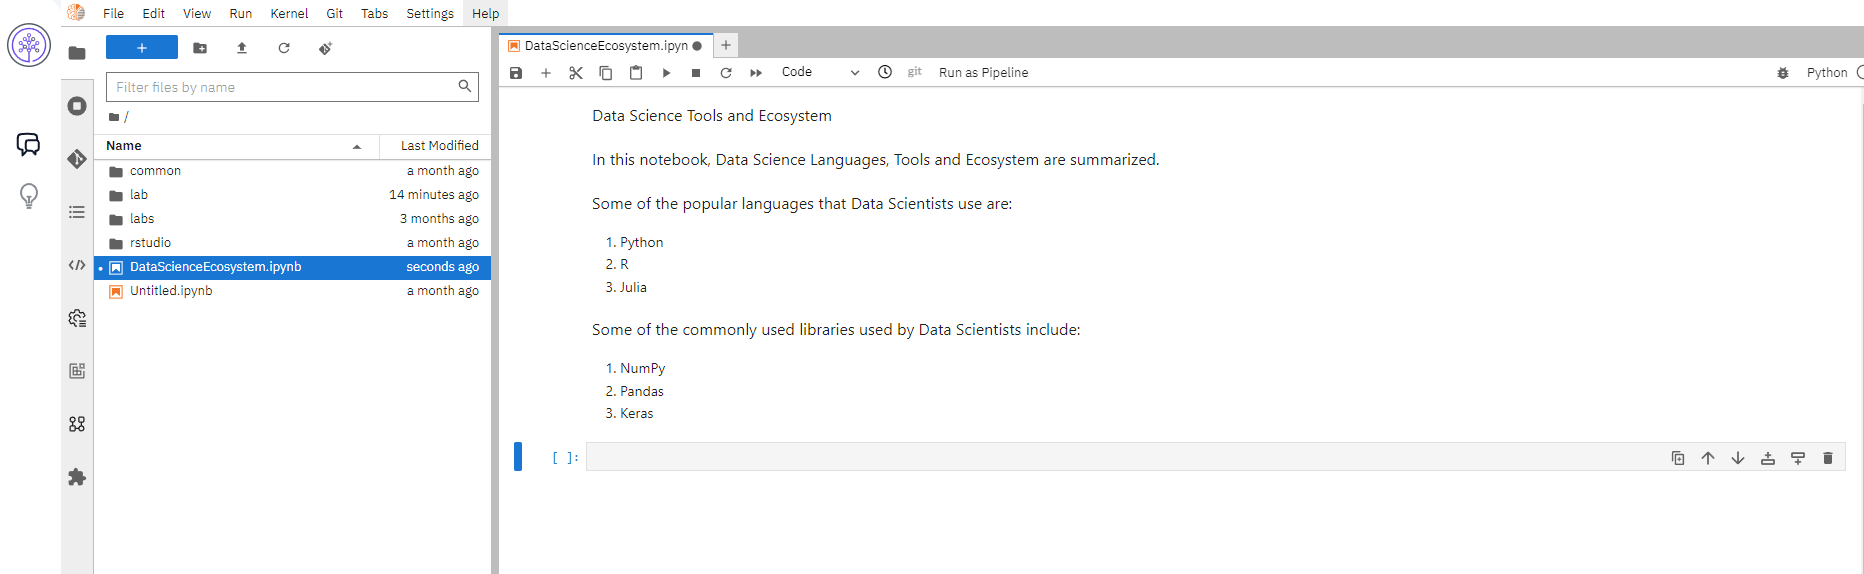 File Edit View Run Kernel Git Tabs Settings Help
+
Filter files by name
/
Name Last Modified
common a month ago
lab 14 minutes ago
labs 3 months ago
rstudio a month ago
DataScienceEcosystem.ipynb seconds ago
Untitled.ipynb a month ago
DataScienceEcosystem.ipyn
Code git Run as Pipeline Python
Data Science Tools and Ecosystem
In this notebook, Data Science Languages, Tools and Ecosystem are summarized.
Some of the popular languages that Data Scientists use are:
1. Python
2. R
3. Julia
Some of the commonly used libraries used by Data Scientists include:
1. NumPy
2. Pandas
3. Keras
[ ]: